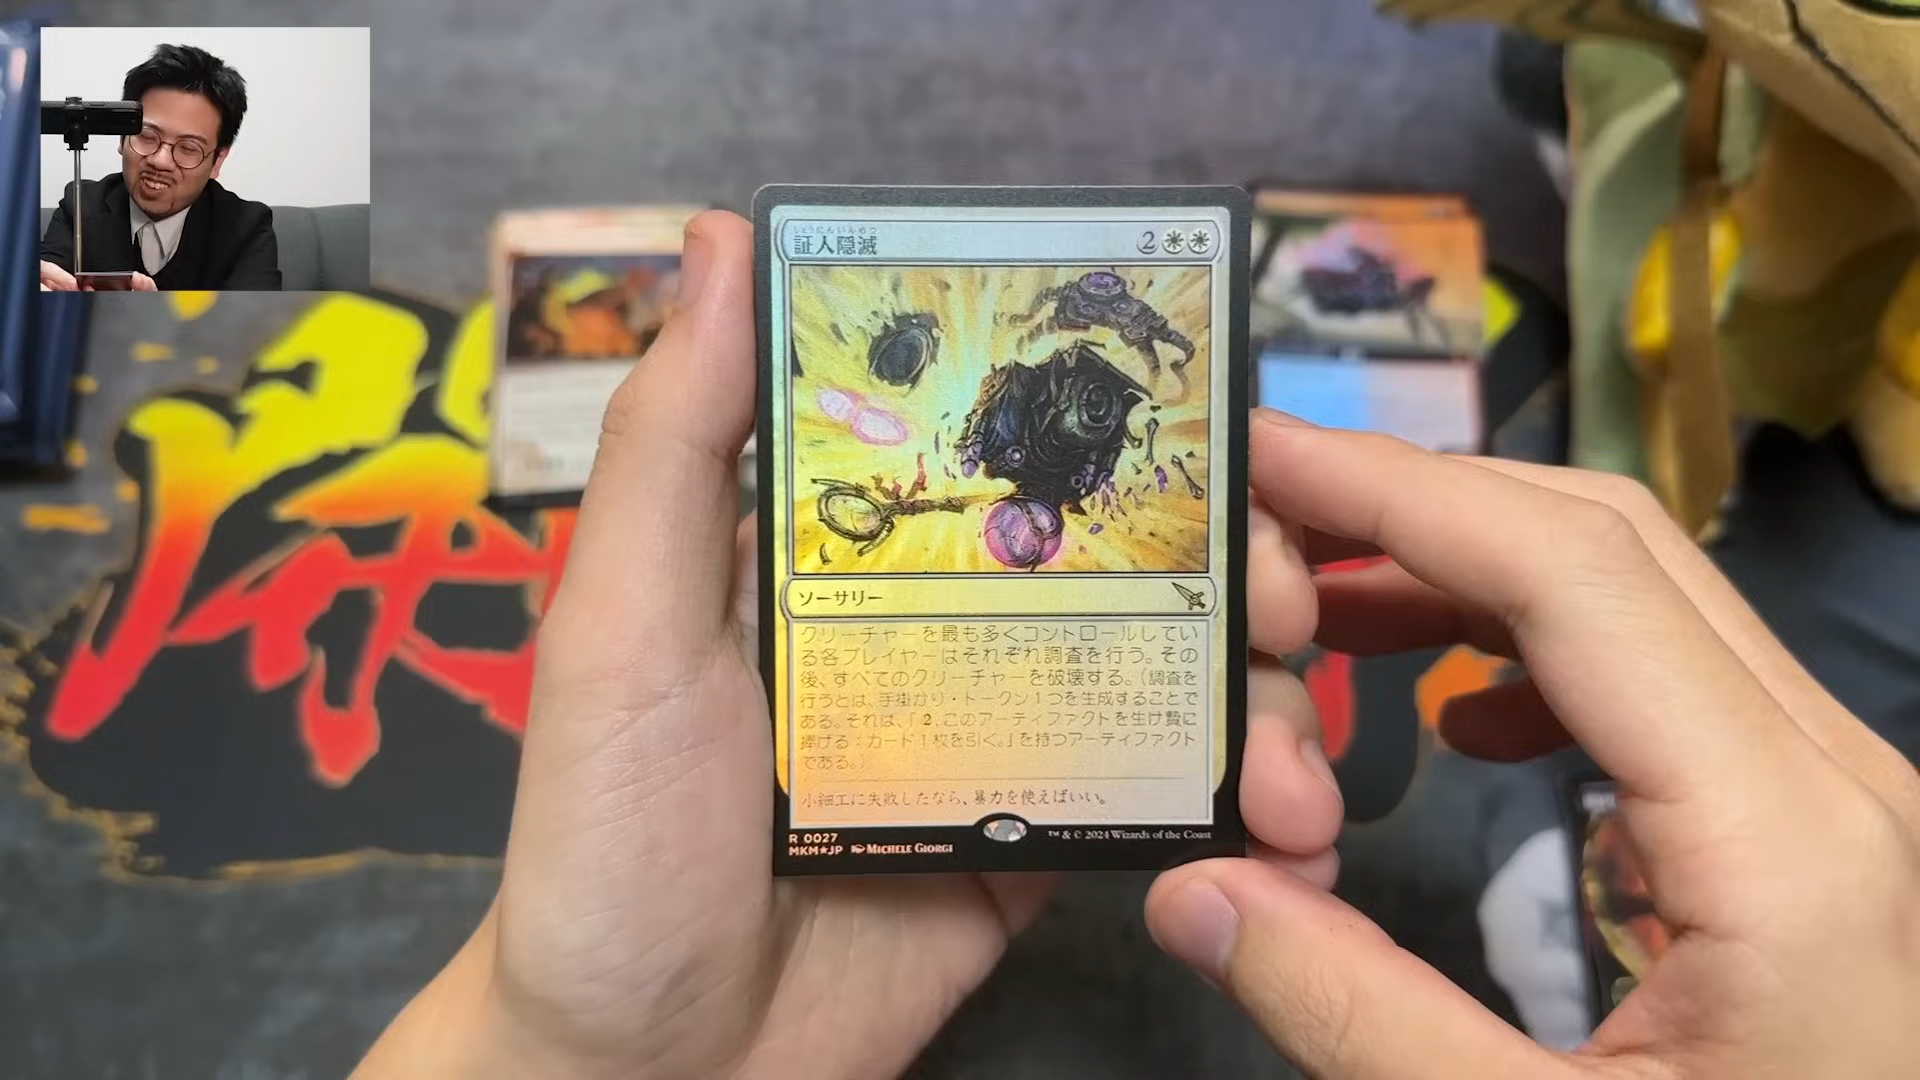 しょうにんいんめつ
証人隠滅 2
ソーサリー
クリーチャーを最も多くコントロールしてい
る各プレイヤーはそれぞれ調査を行う。その
後、すべてのクリーチャーを破壊する。(調査を
行うとは、手掛かり・トークン1つを生成することで
ある。それは、「2, このアーティファクトを生け贄に
捧げる:カード1枚を引く。」を持つアーティファクト
である。)
小細工に失敗したなら、暴力を使えばいい。
R 0027
MKM★JP MICHELE GIORGI
™ & © 2024 Wizards of the Coast